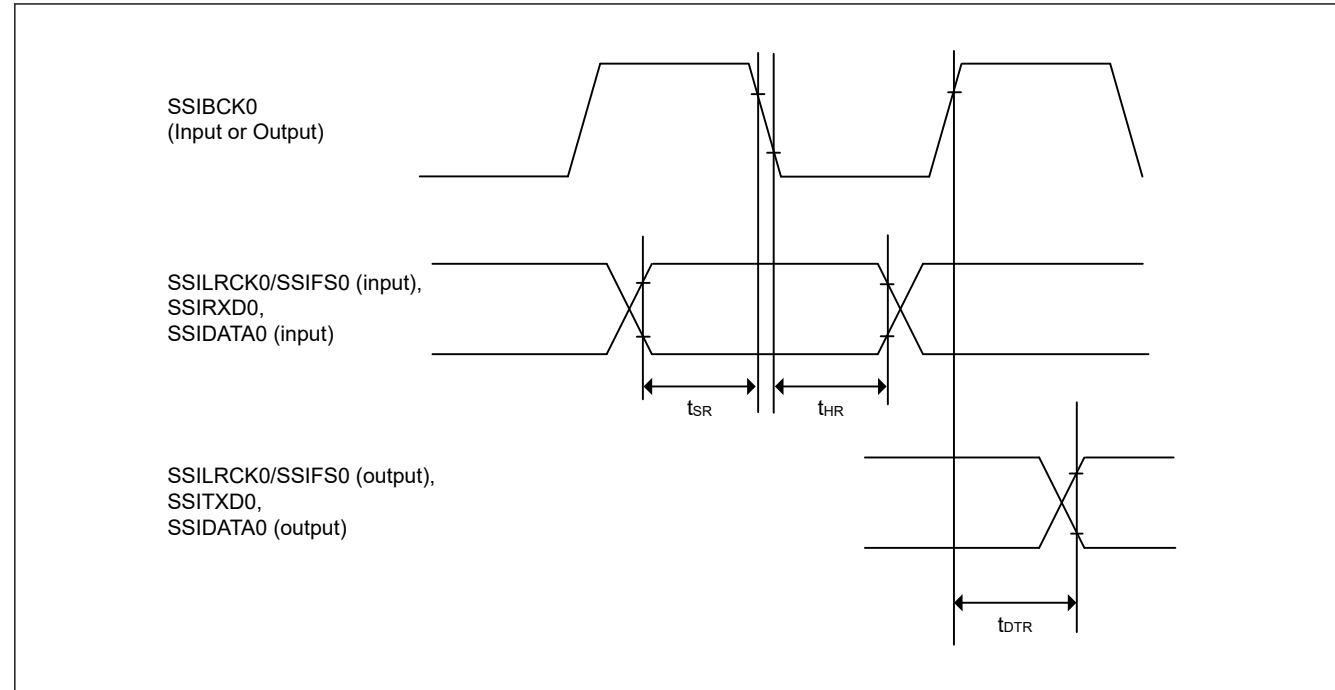 SSIBCK0
(Input or Output)
SSILRCK0/SSIFS0 (input),
SSIRXD0,
SSIDATA0 (input)
tSR
tHR
SSILRCK0/SSIFS0 (output),
SSITXD0,
SSIDATA0 (output)
tDTR